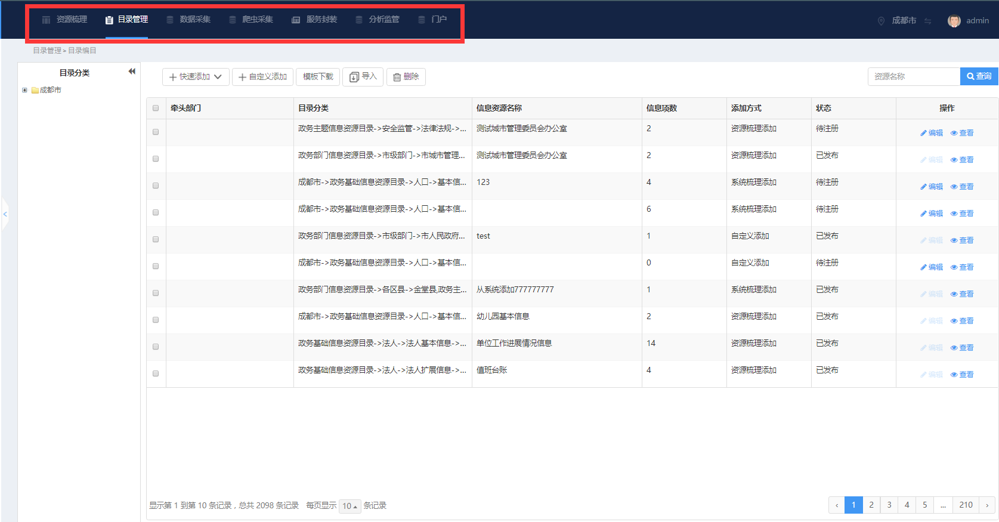 资源梳理 目录管理 数据采集 爬虫采集 服务封装 分析监管 门户 成都市 admin
目录管理 » 目录编目
目录分类
成都市
快速添加 自定义添加 模板下载 导入 删除 资源名称 查询
牵头部门 目录分类 信息资源名称 信息项数 添加方式 状态 操作
政务主题信息资源目录->安全监管->法律法规->... 测试城市管理委员会办公室 2 资源梳理添加 待注册 编辑 查看
政务部门信息资源目录->市级部门->市城市管理... 测试城市管理委员会办公室 2 资源梳理添加 已发布 编辑 查看
成都市->政务基础信息资源目录->人口->基本信... 123 4 系统梳理添加 待注册 编辑 查看
成都市->政务基础信息资源目录->人口->基本信... 6 系统梳理添加 待注册 编辑 查看
政务部门信息资源目录->市级部门->市人民政府... test 1 自定义添加 已发布 编辑 查看
成都市->政务基础信息资源目录->人口->基本信... 0 自定义添加 待注册 编辑 查看
政务部门信息资源目录->各区县->金堂县,政务主... 从系统添加777777777 1 系统梳理添加 已发布 编辑 查看
成都市->政务基础信息资源目录->人口->基本信... 幼儿园基本信息 2 资源梳理添加 已发布 编辑 查看
政务基础信息资源目录->法人->法人基本信息->... 单位工作进展情况信息 14 资源梳理添加 已发布 编辑 查看
政务基础信息资源目录->法人->法人扩展信息->... 值班台账 4 资源梳理添加 已发布 编辑 查看
显示第 1 到第 10 条记录，总共 2098 条记录 每页显示 10 条记录 ‹ 1 2 3 4 5 ... 210 ›